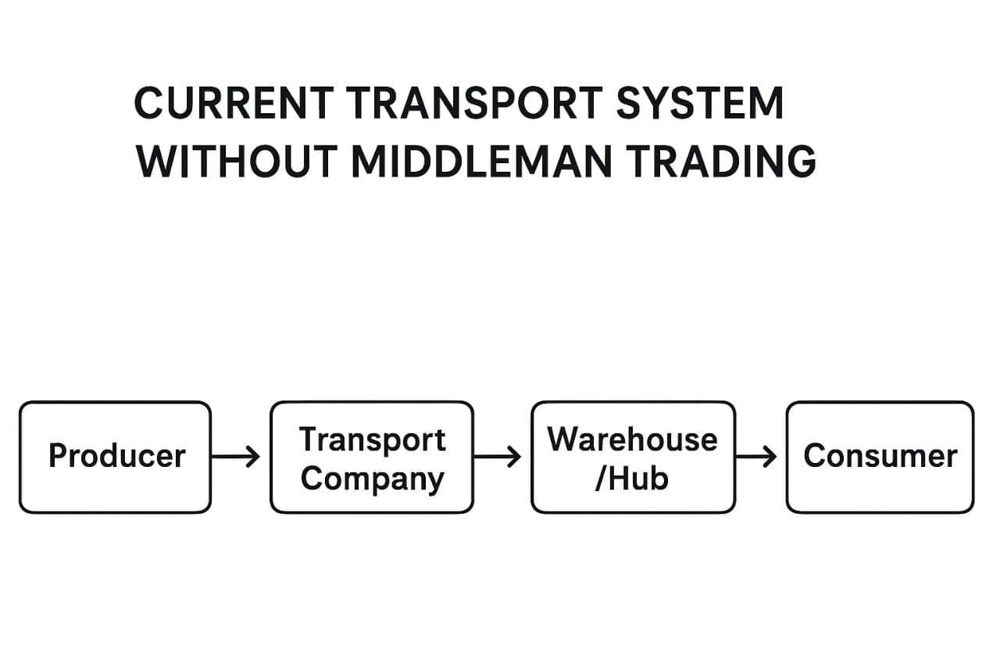 CURRENT TRANSPORT SYSTEM
WITHOUT MIDDLEMAN TRADING
Producer
Transport
Company
Warehouse
/Hub
Consumer